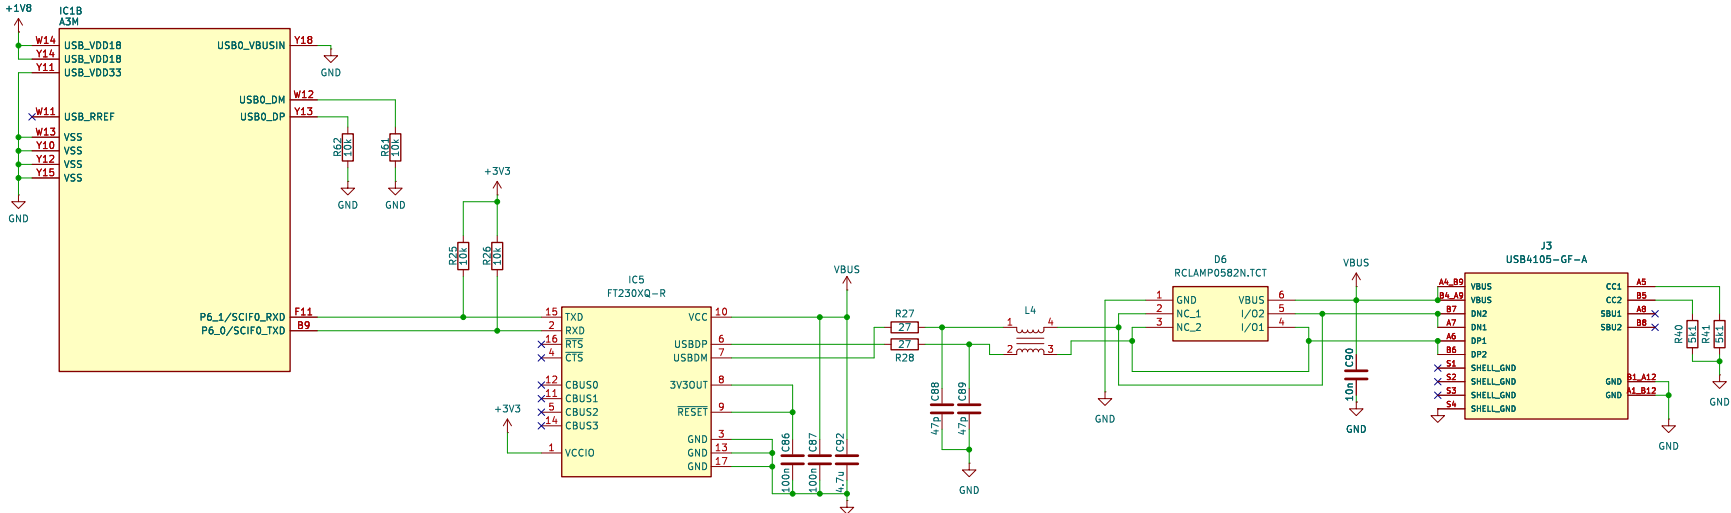 +1V8
IC1B
A3M
W14 USB_VDD18
Y14 USB_VDD18
Y11 USB_VDD33
W11 USB_RREF
W13 VSS
Y10 VSS
Y12 VSS
Y15 VSS
GND
USB0_VBUSIN Y18
GND
USB0_DM W12
USB0_DP Y13
R62
10k
R61
10k
GND
GND
P6_1/SCIF0_RXD F11
P6_0/SCIF0_TXD B9
+3V3
R25
10k
R26
10k
IC5
FT230XQ-R
15 TXD
2 RXD
16 RTS
4 CTS
12 CBUS0
11 CBUS1
5 CBUS2
14 CBUS3
+3V3
1 VCCIO
VCC 10
USBDP 6
USBDM 7
3V3OUT 8
RESET 9
GND 3
GND 13
GND 17
VBUS
C86
100n
C87
100n
C92
4.7u
R27
27
27
R28
C88
47p
C89
47p
GND
L4
1 4
2 3
GND
D6
RCLAMP0582N.TCT
1 GND VBUS 6
2 NC_1 I/O2 5
3 NC_2 I/O1 4
VBUS
C90
10n
GND
J3
USB4105-GF-A
A4_B9 VBUS
B4_A9 VBUS
B7 DN2
A7 DN1
A6 DP1
B6 DP2
S1 SHELL_GND
S2 SHELL_GND
S3 SHELL_GND
S4 SHELL_GND
CC1 A5
CC2 B5
SBU1 A8
SBU2 B8
GND B1_A12
GND A1_B12
GND
R40
5k1
R41
5k1
GND